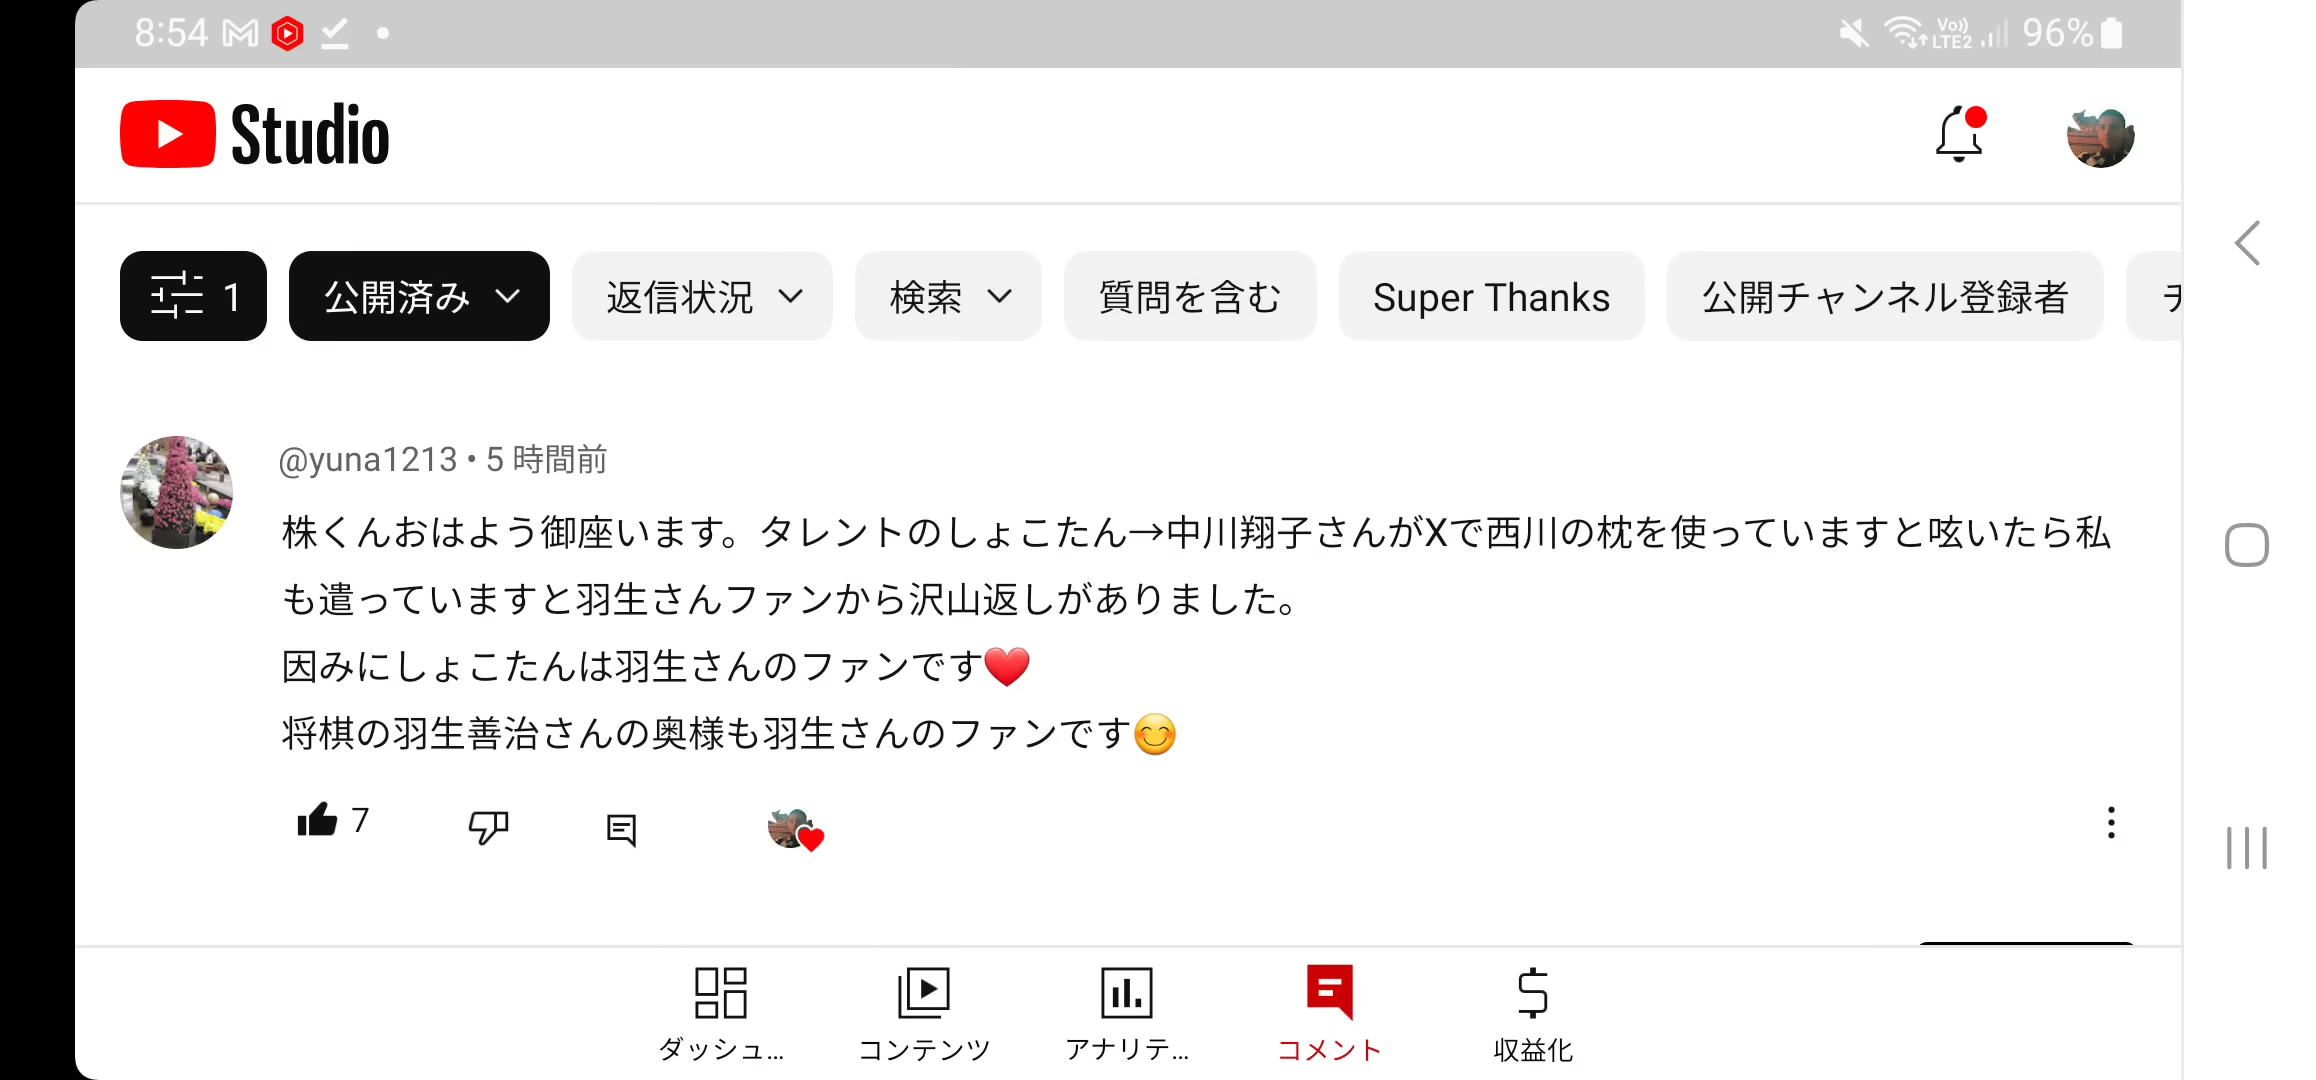 8:54
Vo))
LTE2
96%
Studio
1
公開済み
返信状況
検索
質問を含む
Super Thanks
公開チャンネル登録者
@yuna1213 • 5 時間前
株くんおはよう御座います。タレントのしょこたん→中川翔子さんがXで西川の枕を使っていますと呟いたら私
も遣っていますと羽生さんファンから沢山返しがありました。
因みにしょこたんは羽生さんのファンです❤️
将棋の羽生善治さんの奥様も羽生さんのファンです😊
7
ダッシュ...
コンテンツ
アナリテ...
コメント
収益化